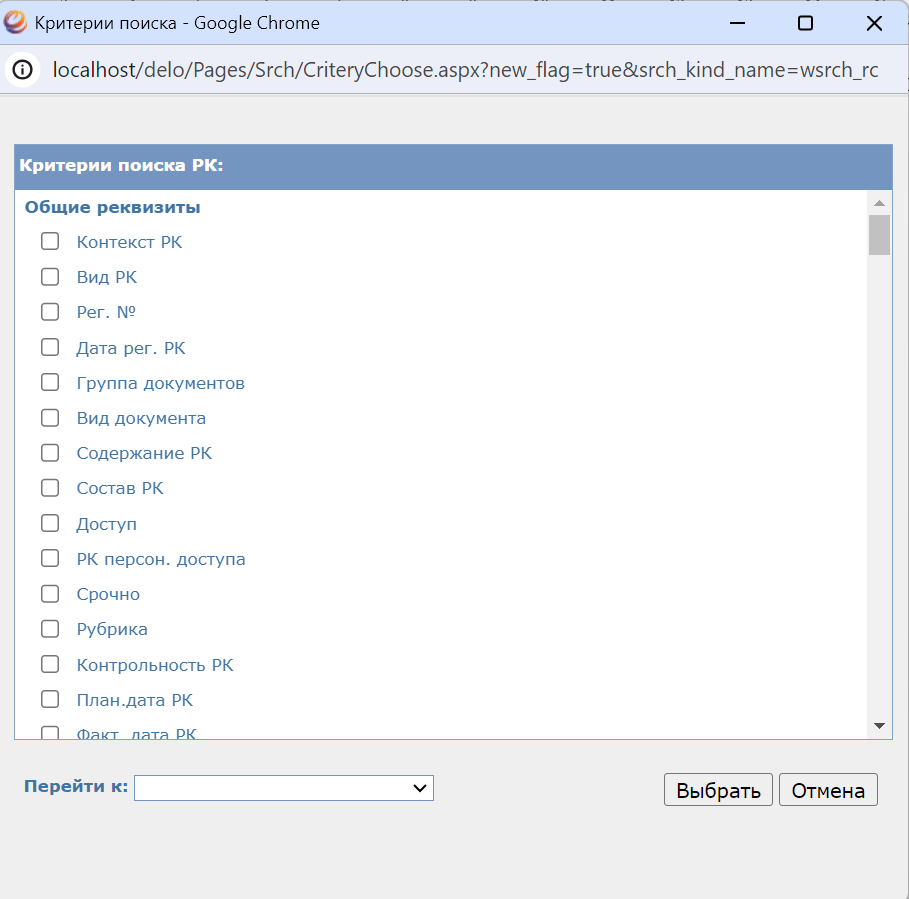 Критерии поиска - Google Chrome
localhost/delo/Pages/Srch/CriteryChoose.aspx?new_flag=true&srch_kind_name=wsrch_rc
Критерии поиска РК:
Общие реквизиты
Контекст РК
Вид РК
Рег. №
Дата рег. РК
Группа документов
Вид документа
Содержание РК
Состав РК
Доступ
РК персон. доступа
Срочно
Рубрика
Контрольность РК
План.дата РК
Факт. дата РК
Перейти к:
Выбрать
Отмена